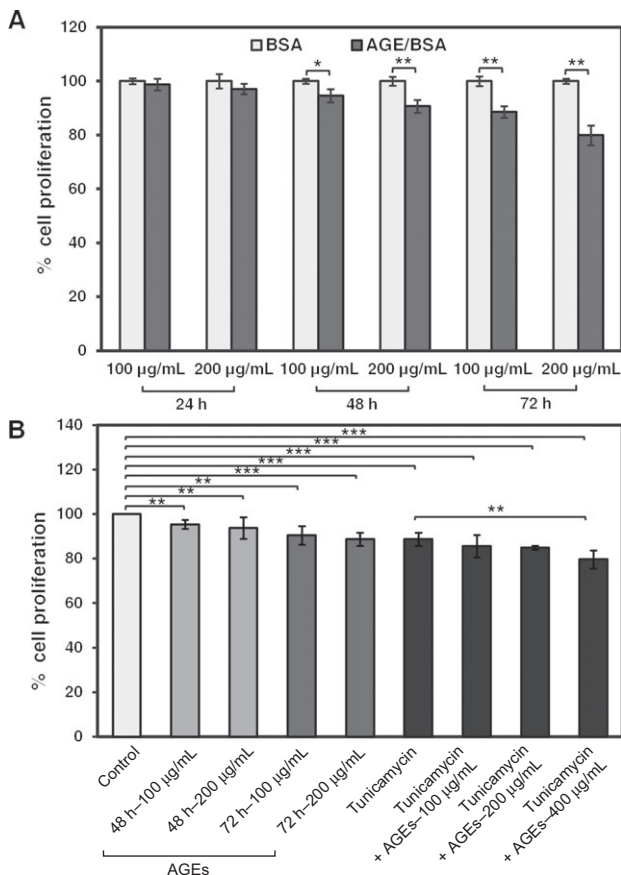 A
120
BSA
AGE/BSA
*
**
**
**
100
80
60
40
20
0
% cell proliferation
100 µg/mL
200 µg/mL
100 µg/mL
200 µg/mL
100 µg/mL
200 µg/mL
24 h
48 h
72 h
B
140
120
100
80
60
40
20
0
% cell proliferation
***
***
***
***
***
**
**
**
**
Control
48 h–100 µg/mL
48 h–200 µg/mL
72 h–100 µg/mL
72 h–200 µg/mL
Tunicamycin
Tunicamycin
+ AGEs–100 µg/mL
Tunicamycin
+ AGEs–200 µg/mL
Tunicamycin
+ AGEs–400 µg/mL
AGEs